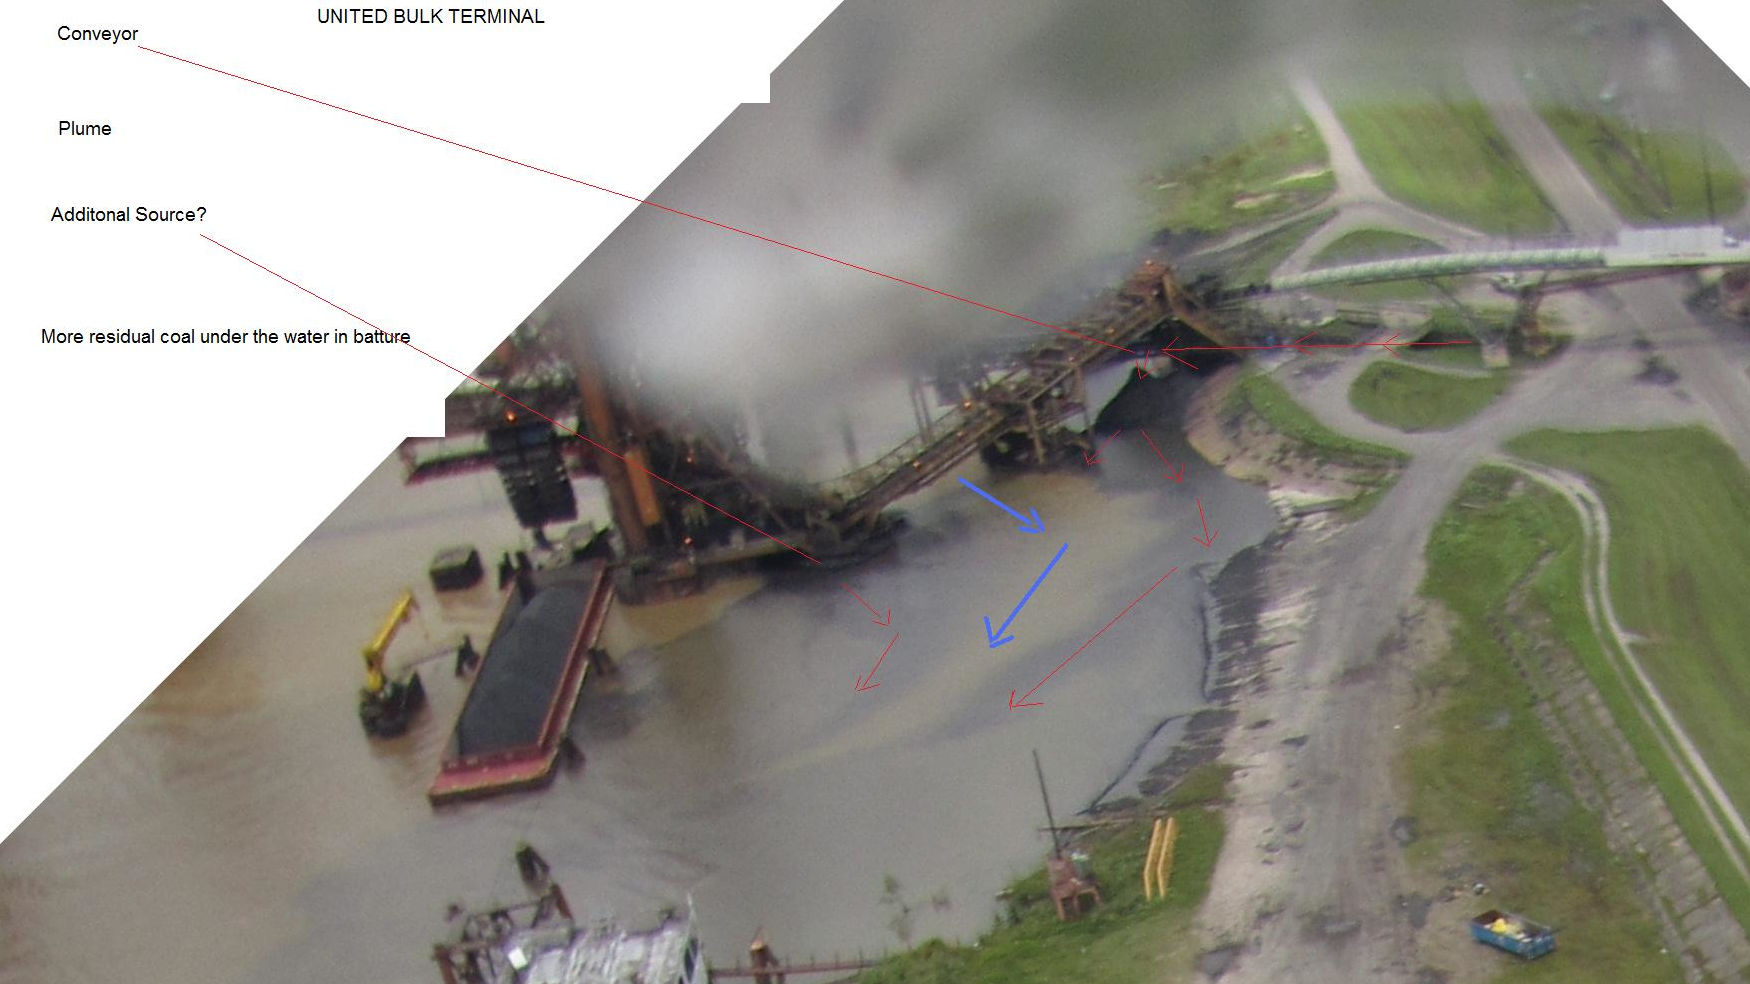 UNITED BULK TERMINAL
Conveyor
Plume
Additonal Source?
More residual coal under the water in batture